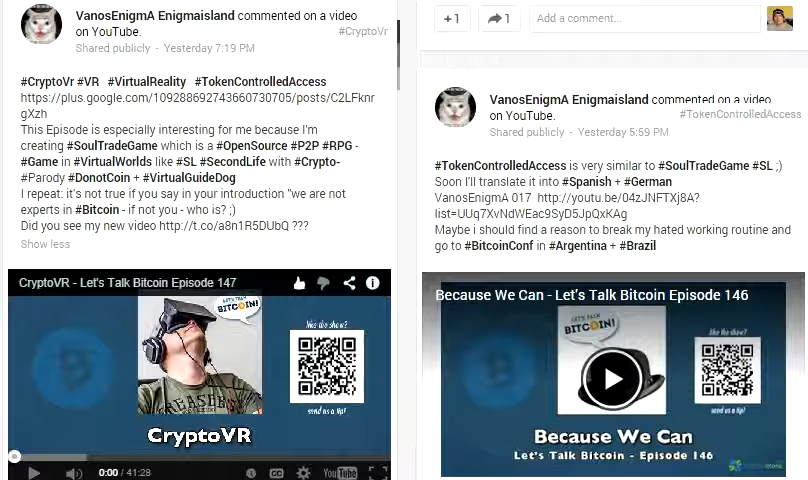 VanosEnigmA Enigmaisland commented on a video
on YouTube.
#CryptoVr
Shared publicly - Yesterday 7:19 PM
#CryptoVr #VR #VirtualReality #TokenControlledAccess
https://plus.google.com/109288692743660730705/posts/C2LFknr
gXzh
This Episode is especially interesting for me because I'm
creating #SoulTradeGame which is a #OpenSource #P2P #RPG -
#Game in #VirtualWorlds like #SL #SecondLife with #Crypto-
#Parody #DonotCoin + #VirtualGuideDog
I repeat: it's not true if you say in your introduction "we are not
experts in #Bitcoin - if not you - who is? ;)
Did you see my new video http://t.co/a8n1R5DUbQ ???
Show less
CryptoVR - Let's Talk Bitcoin Episode 147
LET'S TALK
BITCOIN!
like the show?
send us a tip!
CryptoVR
0:00 / 41:28
CC
YouTube
+1
1
Add a comment...
VanosEnigmA Enigmaisland commented on a video
on YouTube.
#TokenControlledAccess
Shared publicly - Yesterday 5:59 PM
#TokenControlledAccess is very similar to #SoulTradeGame #SL ;)
Soon I'll translate it into #Spanish + #German
VanosEnigmA 017 http://youtu.be/04zJNFTXj8A?
list=UUq7XvNdWEac9SyD5JpQxKAg
Maybe i should find a reason to break my hated working routine and
go to #BitcoinConf in #Argentina + #Brazil
Because We Can - Let's Talk Bitcoin Episode 146
LET'S TALK
BITCOIN!
like the show?
send us a tip!
Because We Can
Let's Talk Bitcoin - Episode 146